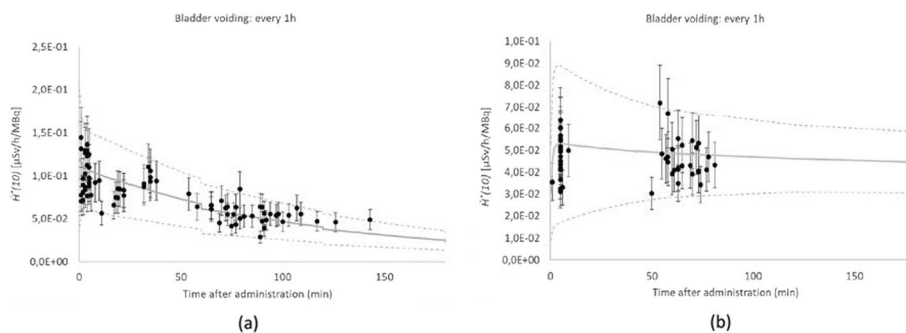 Bladder voiding: every 1h
2,5E-01
2,0E-01
1,5E-01
1,0E-01
5,0E-02
0,0E+00
Ḣ*(10) [µSv/h/MBq]
0
50
100
150
Time after administration (min)
(a)
Bladder voiding: every 1h
1,0E-01
9,0E-02
8,0E-02
7,0E-02
6,0E-02
5,0E-02
4,0E-02
3,0E-02
2,0E-02
1,0E-02
0,0E+00
Ḣ*(10) [µSv/h/MBq]
0
50
100
150
Time after administration (min)
(b)